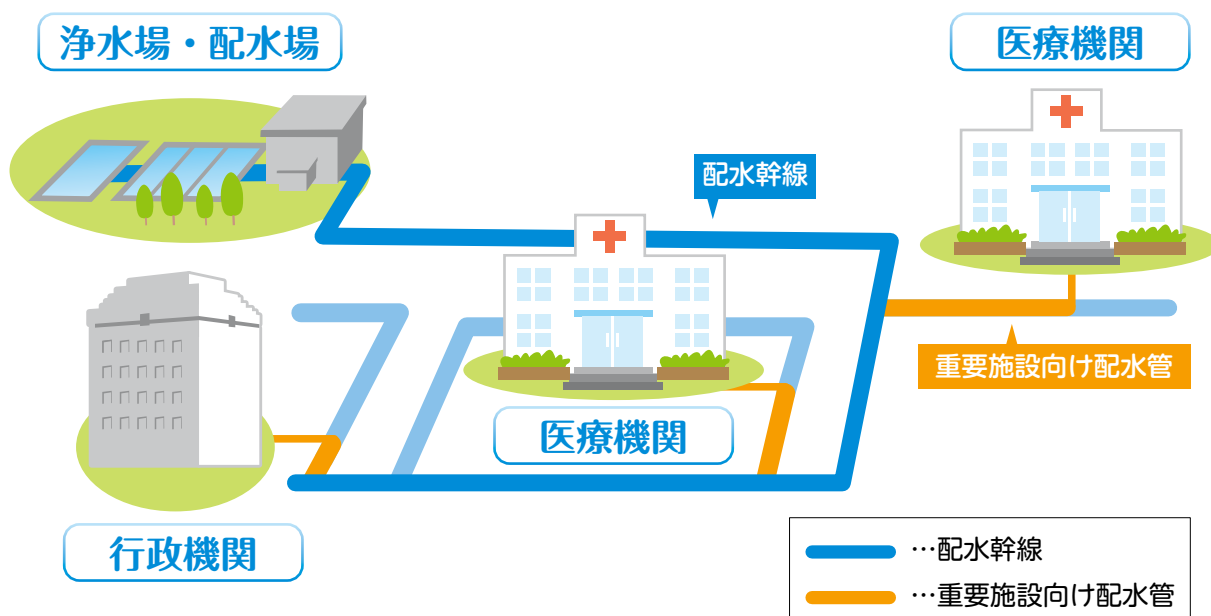 浄水場・配水場
医療機関
配水幹線
重要施設向け配水管
医療機関
行政機関
…配水幹線
…重要施設向け配水管